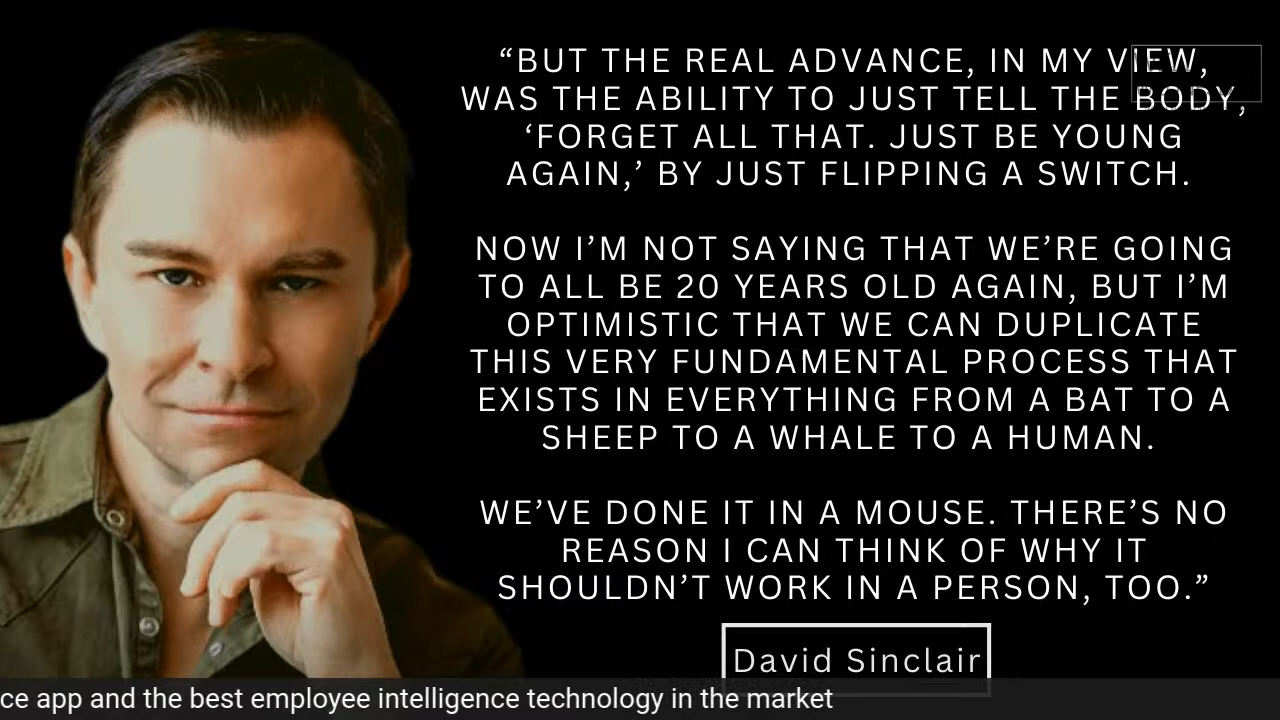 “BUT THE REAL ADVANCE, IN MY VIEW,
WAS THE ABILITY TO JUST TELL THE BODY,
‘FORGET ALL THAT. JUST BE YOUNG
AGAIN,’ BY JUST FLIPPING A SWITCH.
NOW I’M NOT SAYING THAT WE’RE GOING
TO ALL BE 20 YEARS OLD AGAIN, BUT I’M
OPTIMISTIC THAT WE CAN DUPLICATE
THIS VERY FUNDAMENTAL PROCESS THAT
EXISTS IN EVERYTHING FROM A BAT TO A
SHEEP TO A WHALE TO A HUMAN.
WE’VE DONE IT IN A MOUSE. THERE’S NO
REASON I CAN THINK OF WHY IT
SHOULDN’T WORK IN A PERSON, TOO.”
David Sinclair
ce app and the best employee intelligence technology in the market